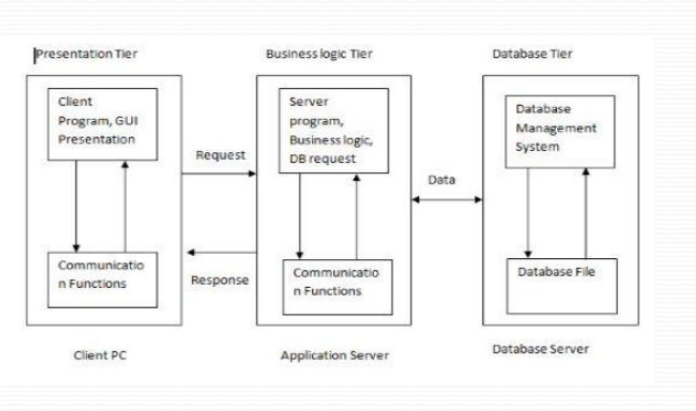 Presentation Tier
Business logic Tier
Database Tier
Client
Program, GUI
Presentation
Server
program,
Business logic,
DB request
Database
Management
System
Request
Data
Communicatio
n Functions
Response
Communicatio
n Functions
Database File
Client PC
Application Server
Database Server